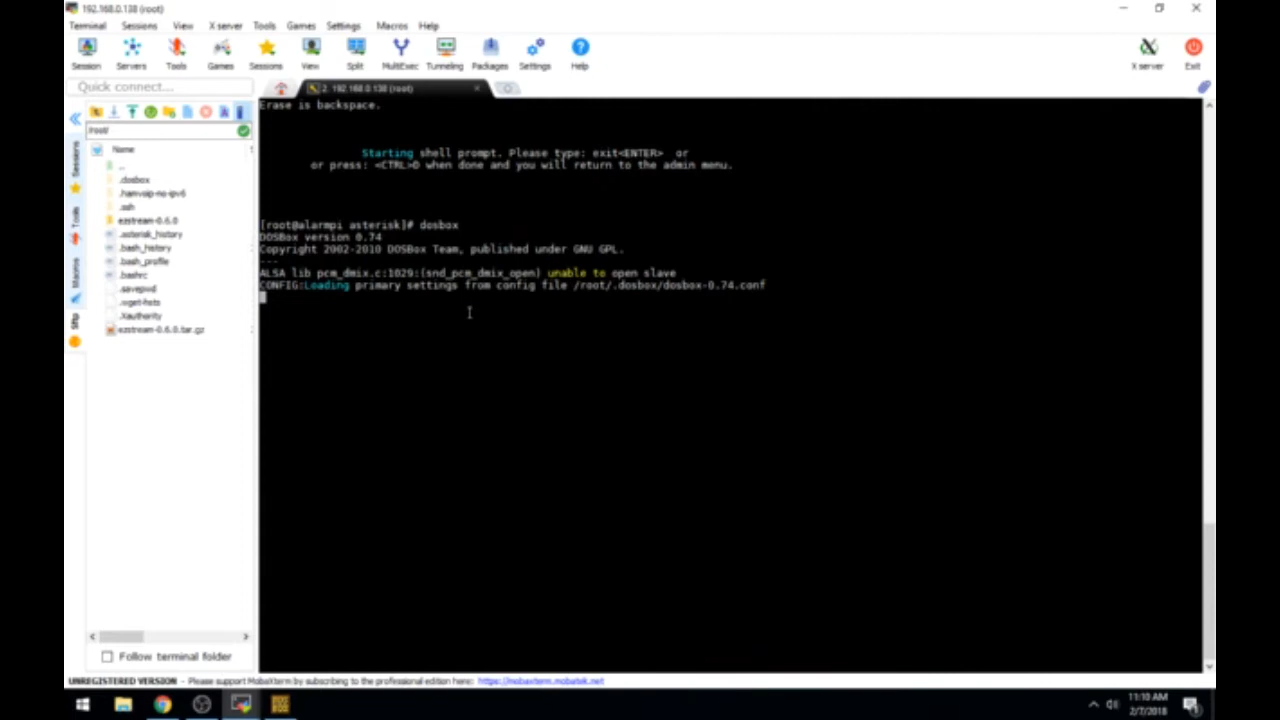 192.168.0.138 (root)
Terminal Sessions View X server Tools Games Settings Macros Help
Session Servers Tools Games Sessions View Split MultiExec Tunneling Packages Settings Help X server Exit
Quick connect...
2. 192.168.0.138 (root)
/root/
Name
..
.dosbox
.hamvoip-no-ipv6
.ssh
ezstream-0.6.0
.asterisk_history
.bash_history
.bash_profile
.bashrc
.savepwd
.wget-hsts
.Xauthority
ezstream-0.6.0.tar.gz
Sessions
Tools
Macros
Sftp
Follow terminal folder
Erase is backspace.
Starting shell prompt. Please type: exit<ENTER> or
or press: <CTRL>D when done and you will return to the admin menu.
[root@alarmpi asterisk]# dosbox
DOSBox version 0.74
Copyright 2002-2010 DOSBox Team, published under GNU GPL.
---
ALSA lib pcm_dmix.c:1029:(snd_pcm_dmix_open) unable to open slave
CONFIG:Loading primary settings from config file /root/.dosbox/dosbox-0.74.conf
UNREGISTERED VERSION - Please support MobaXterm by subscribing to the professional edition here: https://mobaxterm.mobatek.net
11:10 AM
2/7/2018